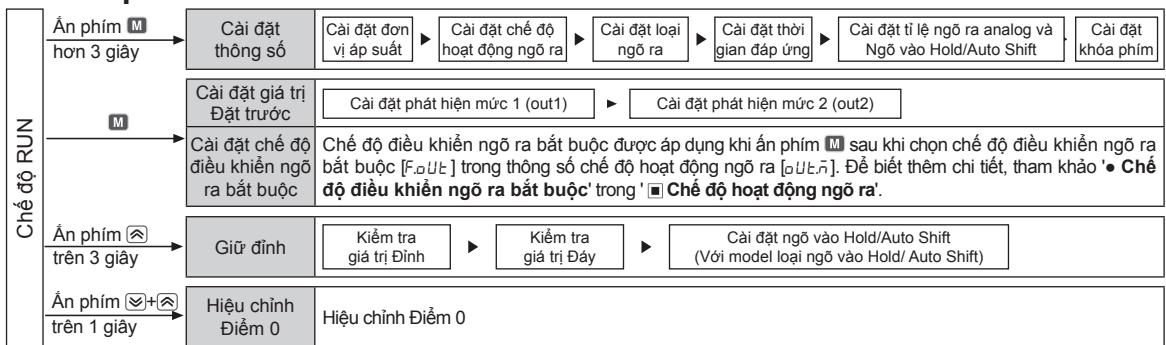 Chế độ RUN
Ấn phím M
hơn 3 giây
Cài đặt
thông số
Cài đặt đơn
vị áp suất
Cài đặt chế độ
hoạt động ngõ ra
Cài đặt loại
ngõ ra
Cài đặt thời
gian đáp ứng
Cài đặt tỉ lệ ngõ ra analog và
Ngõ vào Hold/Auto Shift
Cài đặt
khóa phím
M
Cài đặt giá trị
Đặt trước
Cài đặt phát hiện mức 1 (out1)
Cài đặt phát hiện mức 2 (out2)
Cài đặt chế độ
điều khiển ngõ
ra bắt buộc
Chế độ điều khiển ngõ ra bắt buộc được áp dụng khi ấn phím M sau khi chọn chế độ điều khiển ngõ ra
bắt buộc [F.oUt] trong thông số chế độ hoạt động ngõ ra [oUt.m]. Để biết thêm chi tiết, tham khảo '● Chế
độ điều khiển ngõ ra bắt buộc' trong ' ▣ Chế độ hoạt động ngõ ra'.
Ấn phím
trên 3 giây
Giữ đỉnh
Kiểm tra
giá trị Đỉnh
Kiểm tra
giá trị Đáy
Cài đặt ngõ vào Hold/Auto Shift
(Với model loại ngõ vào Hold/ Auto Shift)
Ấn phím +
trên 1 giây
Hiệu chỉnh
Điểm 0
Hiệu chỉnh Điểm 0